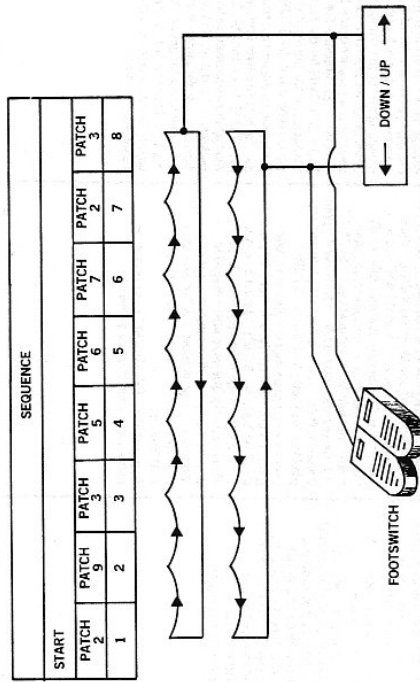 SEQUENCE
START
PATCH 2 PATCH 9 PATCH 3 PATCH 5 PATCH 6 PATCH 7 PATCH 2 PATCH 3
1 2 3 4 5 6 7 8
DOWN / UP
FOOTSWITCH